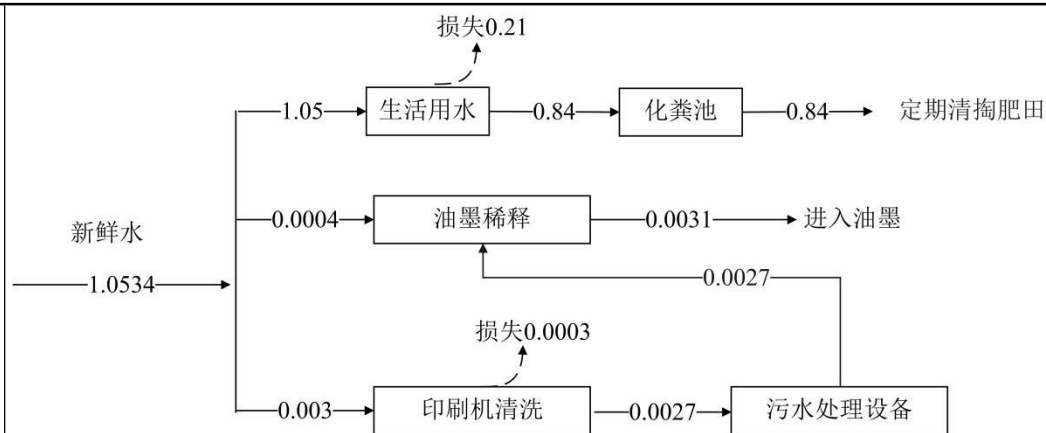 损失0.21
1.05 生活用水 0.84 化粪池 0.84 定期清掏肥田
0.0004 油墨稀释 0.0031 进入油墨
新鲜水
1.0534
0.0027
损失0.0003
0.003 印刷机清洗 0.0027 污水处理设备